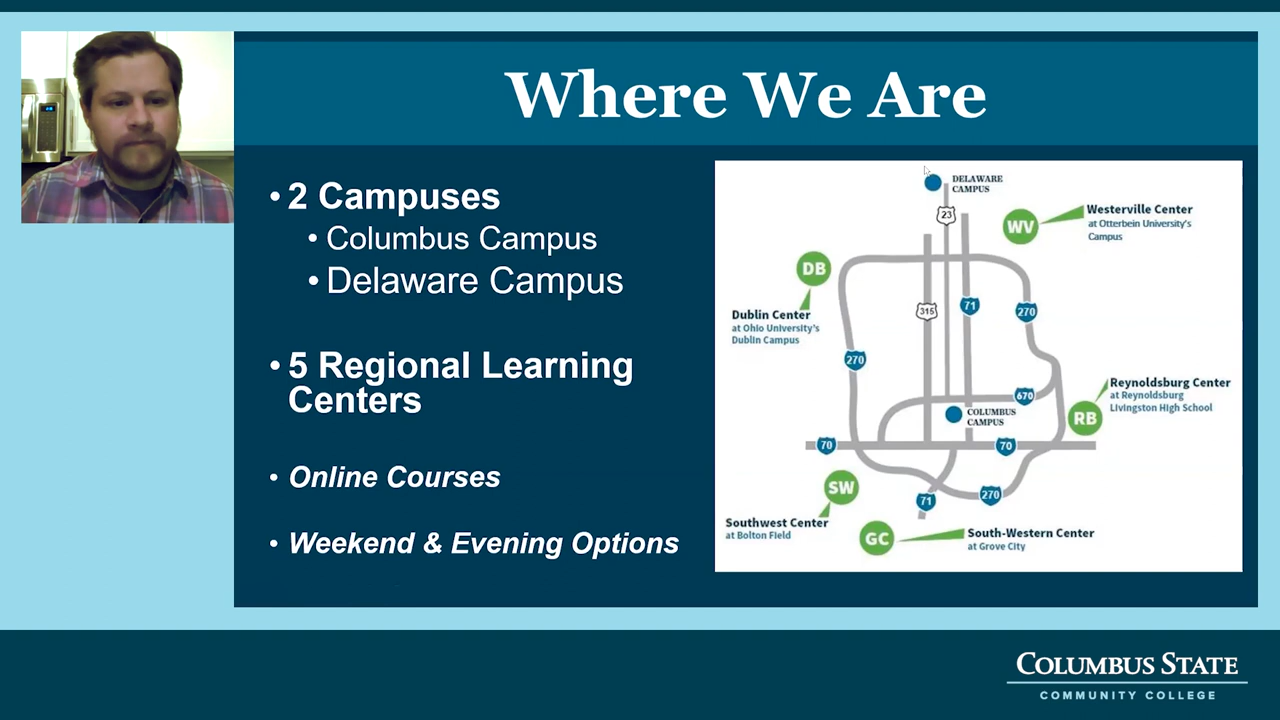 Where We Are
• 2 Campuses
• Columbus Campus
• Delaware Campus
• 5 Regional Learning
Centers
• Online Courses
• Weekend & Evening Options
DELAWARE
CAMPUS
23
WV
Westerville Center
at Otterbein University's
Campus
DB
Dublin Center
at Ohio University's
Dublin Campus
315
71
270
270
670
Reynoldsburg Center
at Reynoldsburg
Livingston High School
RB
COLUMBUS
CAMPUS
70
70
SW
Southwest Center
at Bolton Field
71
270
GC
South-Western Center
at Grove City
COLUMBUS STATE
COMMUNITY COLLEGE